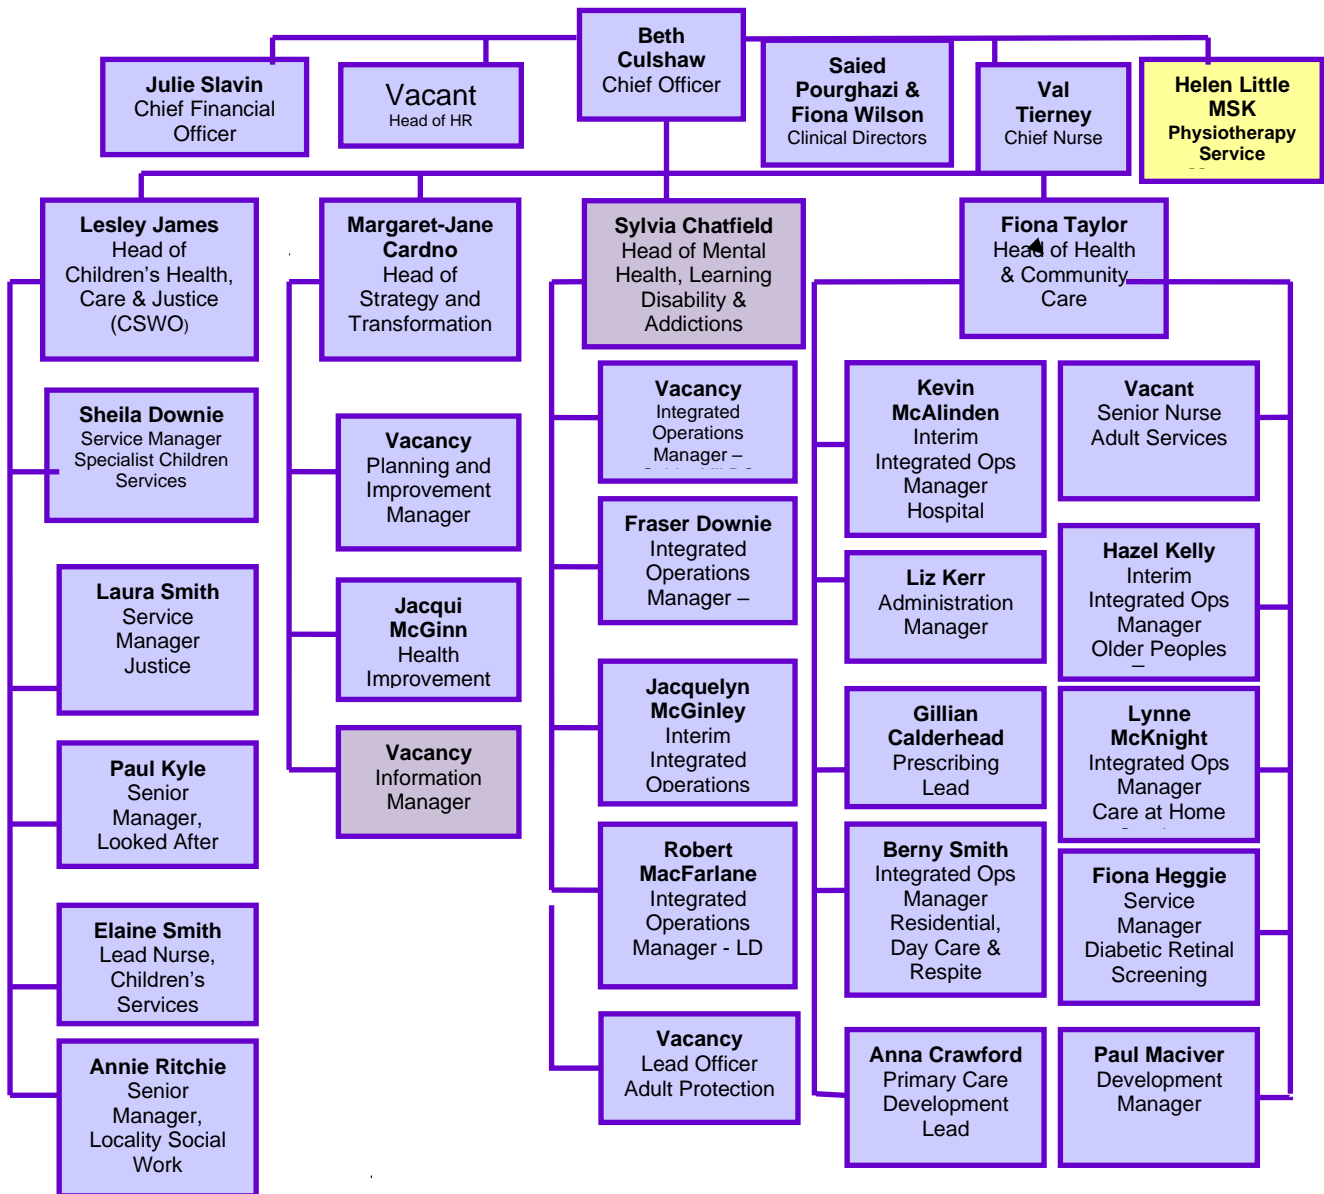 Beth
Culshaw
Chief Officer
Julie Slavin
Chief Financial
Officer
Vacant
Head of HR
Saied
Pourghazi &
Fiona Wilson
Clinical Directors
Val
Tierney
Chief Nurse
Helen Little
MSK
Physiotherapy
Service
Lesley James
Head of
Children’s Health,
Care & Justice
(CSWO)
Sheila Downie
Service Manager
Specialist Children
Services
Laura Smith
Service
Manager
Justice
Paul Kyle
Senior
Manager,
Looked After
Elaine Smith
Lead Nurse,
Children’s
Services
Annie Ritchie
Senior
Manager,
Locality Social
Work
Margaret-Jane
Cardno
Head of
Strategy and
Transformation
Vacancy
Planning and
Improvement
Manager
Jacqui
McGinn
Health
Improvement
Vacancy
Information
Manager
Sylvia Chatfield
Head of Mental
Health, Learning
Disability &
Addictions
Vacancy
Integrated
Operations
Manager –
Fraser Downie
Integrated
Operations
Manager –
Jacquelyn
McGinley
Interim
Integrated
Operations
Robert
MacFarlane
Integrated
Operations
Manager - LD
Vacancy
Lead Officer
Adult Protection
Fiona Taylor
Head of Health
& Community
Care
Kevin
McAlinden
Interim
Integrated Ops
Manager
Hospital
Liz Kerr
Administration
Manager
Gillian
Calderhead
Prescribing
Lead
Berny Smith
Integrated Ops
Manager
Residential,
Day Care &
Respite
Anna Crawford
Primary Care
Development
Lead
Vacant
Senior Nurse
Adult Services
Hazel Kelly
Interim
Integrated Ops
Manager
Older Peoples
Lynne
McKnight
Integrated Ops
Manager
Care at Home
Fiona Heggie
Service
Manager
Diabetic Retinal
Screening
Paul Maciver
Development
Manager